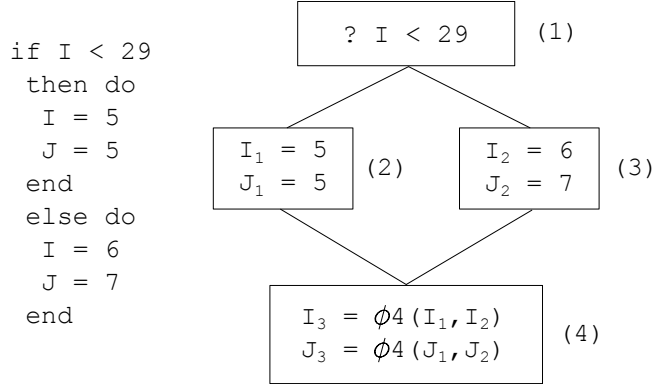 if I < 29
then do
I = 5
J = 5
end
else do
I = 6
J = 7
end
? I < 29
(1)
I₁ = 5
J₁ = 5
(2)
I₂ = 6
J₂ = 7
(3)
I₃ = ϕ4(I₁,I₂)
J₃ = ϕ4(J₁,J₂)
(4)